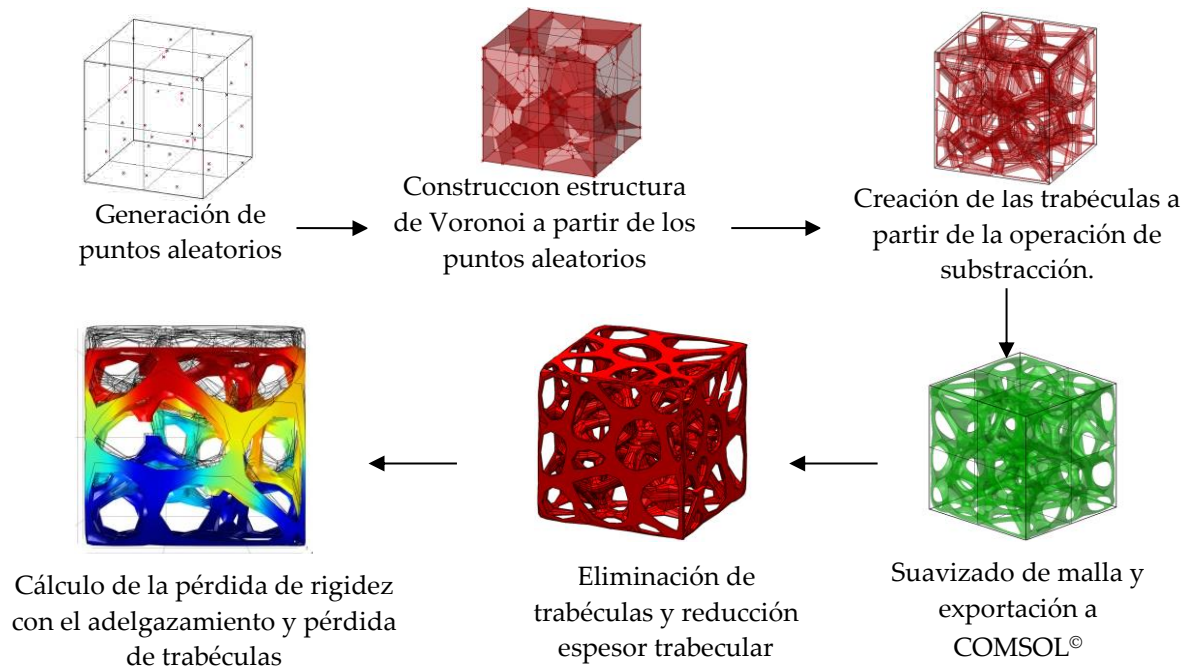 Generación de
puntos aleatorios
Construcción estructura
de Voronoi a partir de los
puntos aleatorios
Creación de las trabéculas a
partir de la operación de
substracción.
Suavizado de malla y
exportación a
COMSOL©
Eliminación de
trabéculas y reducción
espesor trabecular
Cálculo de la pérdida de rigidez
con el adelgazamiento y pérdida
de trabéculas